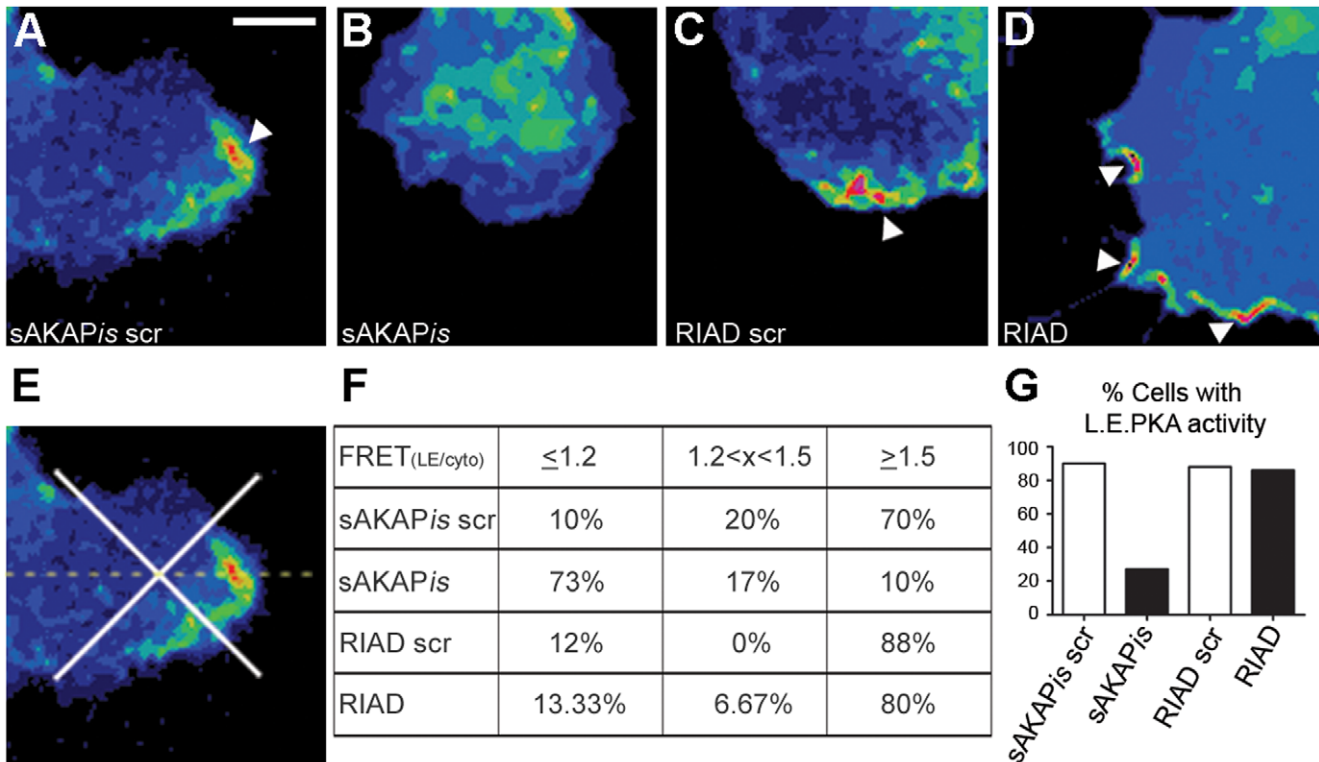 A
B
C
D
sAKAPis scr
sAKAPis
RIAD scr
RIAD
E
F
FRET(LE/cyto) ≤1.2 1.2<x<1.5 ≥1.5
sAKAPis scr 10% 20% 70%
sAKAPis 73% 17% 10%
RIAD scr 12% 0% 88%
RIAD 13.33% 6.67% 80%
G
% Cells with
L.E.PKA activity
100
80
60
40
20
0
sAKAPis scr
sAKAPis
RIAD scr
RIAD